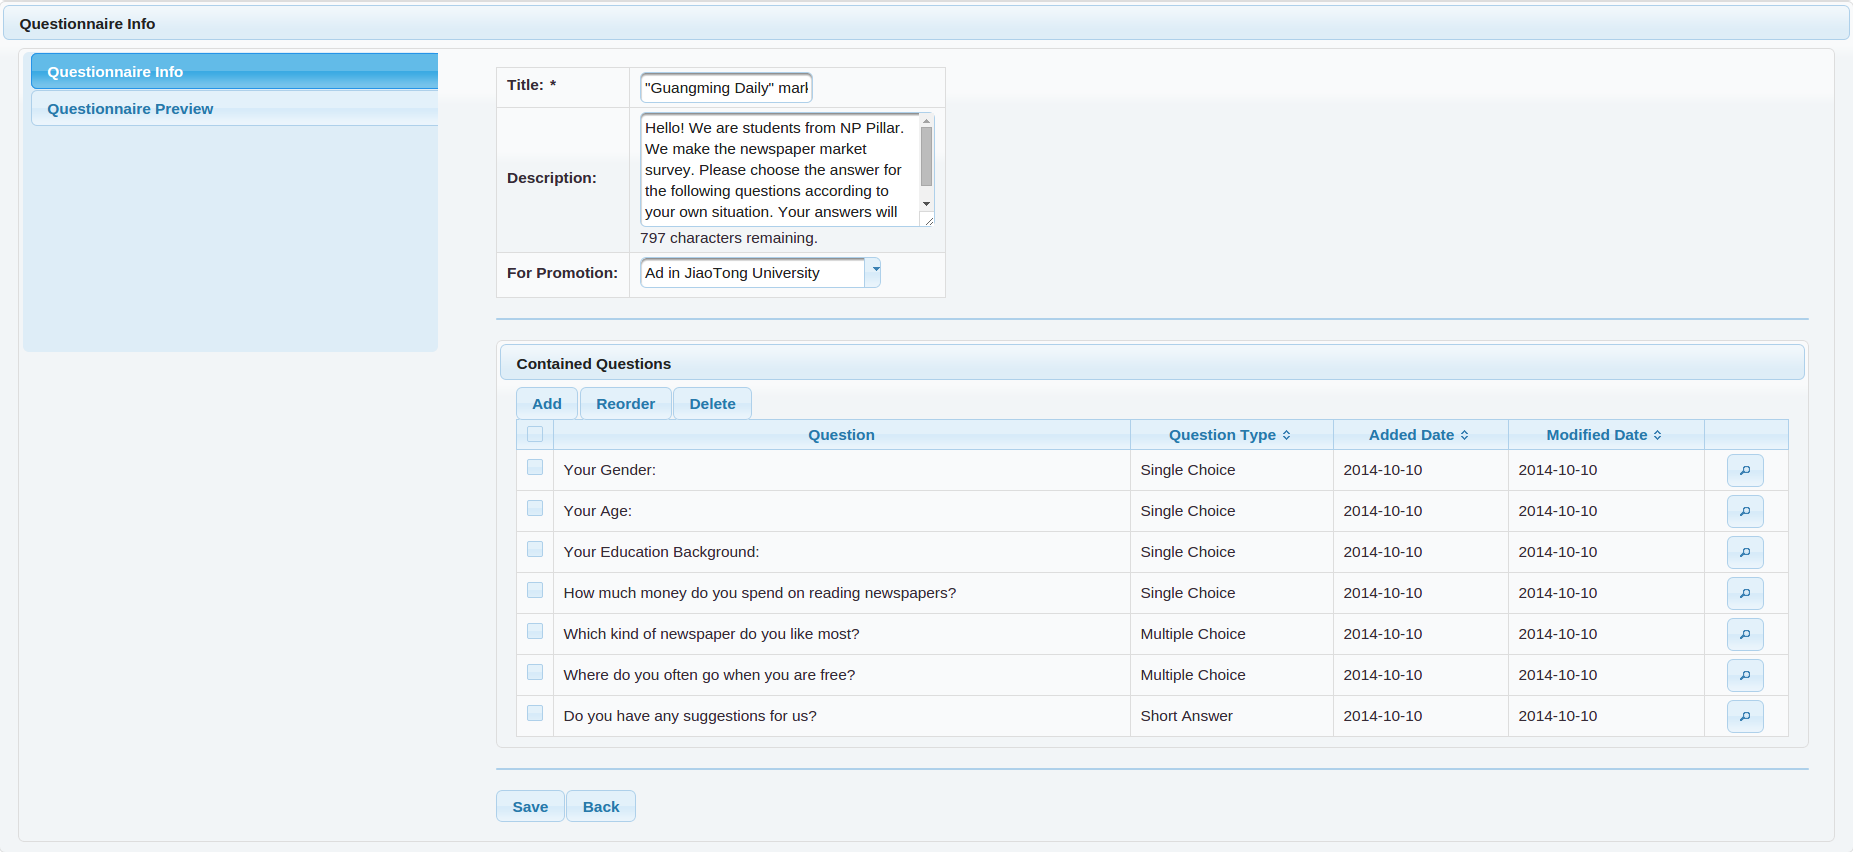 Questionnaire Info
Questionnaire Info
Questionnaire Preview
Title: * "Guangming Daily" mark
Description:
Hello! We are students from NP Pillar.
We make the newspaper market
survey. Please choose the answer for
the following questions according to
your own situation. Your answers will
797 characters remaining.
For Promotion: Ad in JiaoTong University
Contained Questions
Add Reorder Delete
Question Question Type Added Date Modified Date
Your Gender: Single Choice 2014-10-10 2014-10-10
Your Age: Single Choice 2014-10-10 2014-10-10
Your Education Background: Single Choice 2014-10-10 2014-10-10
How much money do you spend on reading newspapers? Single Choice 2014-10-10 2014-10-10
Which kind of newspaper do you like most? Multiple Choice 2014-10-10 2014-10-10
Where do you often go when you are free? Multiple Choice 2014-10-10 2014-10-10
Do you have any suggestions for us? Short Answer 2014-10-10 2014-10-10
Save Back